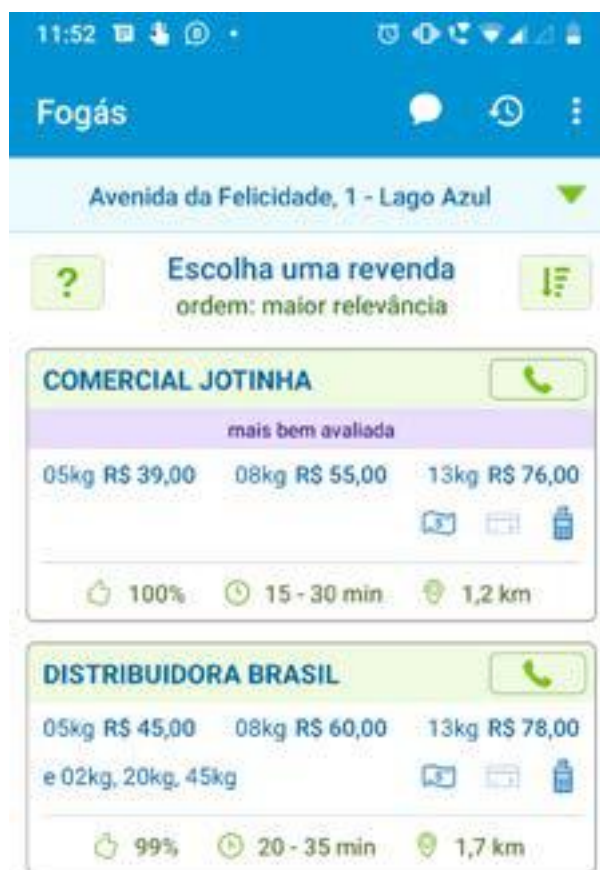 11:52
Fogás
Avenida da Felicidade, 1 - Lago Azul
? Escolha uma revenda
ordem: maior relevância
COMERCIAL JOTINHA
mais bem avaliada
05kg R$ 39,00 08kg R$ 55,00 13kg R$ 76,00
100% 15 - 30 min 1,2 km
DISTRIBUIDORA BRASIL
05kg R$ 45,00 08kg R$ 60,00 13kg R$ 78,00
e 02kg, 20kg, 45kg
99% 20 - 35 min 1,7 km